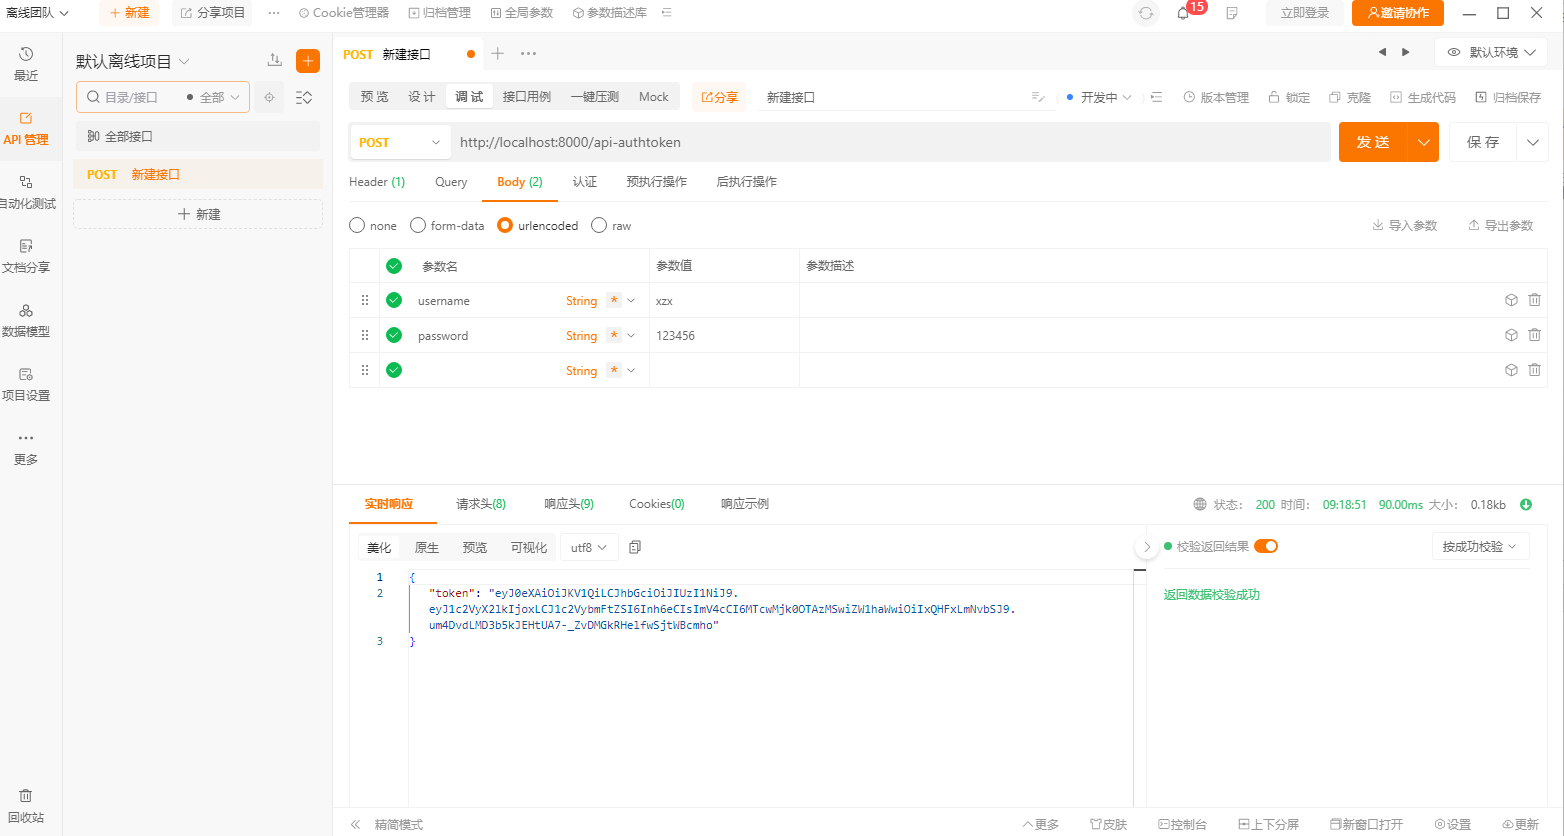 离线团队
新建
分享项目
Cookie管理器
归档管理
全局参数
参数描述库
15
立即登录
邀请协作
最近
API 管理
自动化测试
文档分享
数据模型
项目设置
更多
回收站
默认离线项目
目录/接口
全部
全部接口
POST 新建接口
新建
POST 新建接口
默认环境
预 览
设 计
调 试
接口用例
一键压测
Mock
分享
新建接口
开发中
版本管理
锁定
克隆
生成代码
归档保存
POST
http://localhost:8000/api-authtoken
发 送
保 存
Header (1)
Query
Body (2)
认证
预执行操作
后执行操作
none
form-data
urlencoded
raw
导入参数
导出参数
参数名
参数值
参数描述
username String * xzx
password String * 123456
String *
实时响应
请求头(8)
响应头(9)
Cookies(0)
响应示例
状态： 200 时间： 09:18:51 90.00ms 大小： 0.18kb
美化
原生
预览
可视化
utf8
校验返回结果
按成功校验
返回数据校验成功
1 {
2 "token": "eyJ0eXAiOiJKV1QiLCJhbGciOiJIUzI1NiJ9.
eyJ1c2VyX2lkIjoxLCJ1c2VybmFtZSI6Inh6eCIsImV4cCI6MTcwMjk0OTAzMSwiZW1haWwiOiIxQHFxLmNvbSJ9.
um4DvdLMD3b5kJEHtUA7-_ZvDMGkRHelfwSjtWBcmho"
3 }
精简模式
更多
皮肤
控制台
上下分屏
新窗口打开
设置
更新